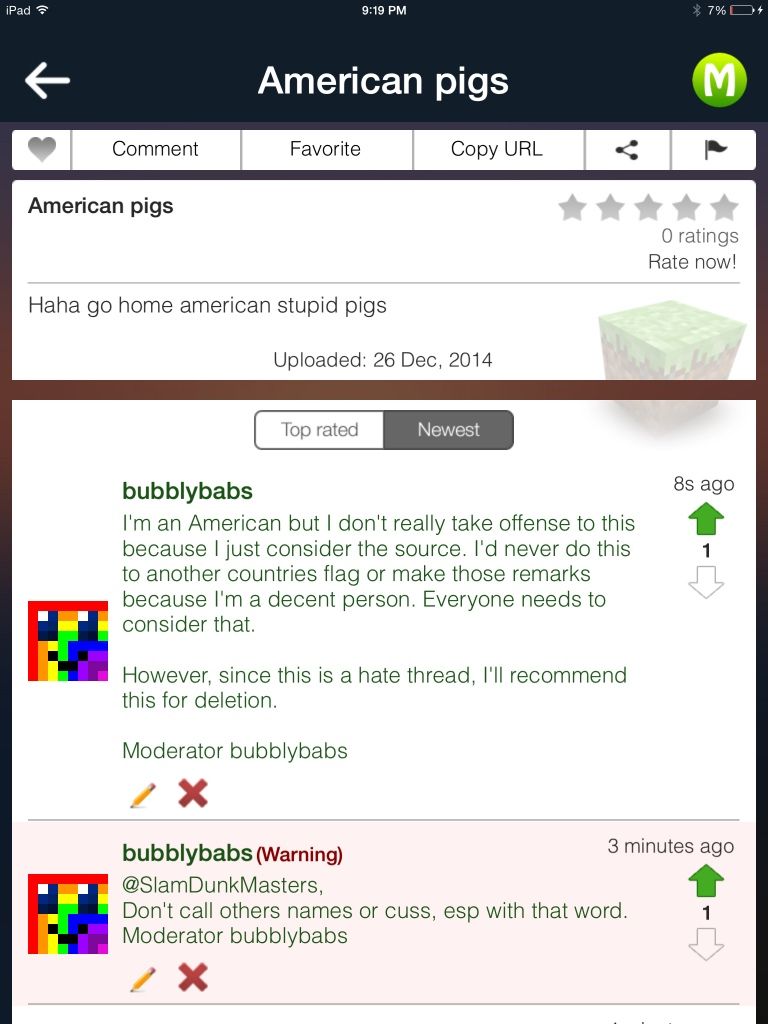 iPad 9:19 PM 7%
American pigs
M
Comment Favorite Copy URL
American pigs
0 ratings
Rate now!
Haha go home american stupid pigs
Uploaded: 26 Dec, 2014
Top rated Newest
bubblybabs 8s ago
I'm an American but I don't really take offense to this
because I just consider the source. I'd never do this
to another countries flag or make those remarks
because I'm a decent person. Everyone needs to
consider that.
1
However, since this is a hate thread, I'll recommend
this for deletion.
Moderator bubblybabs
bubblybabs (Warning) 3 minutes ago
@SlamDunkMasters,
Don't call others names or cuss, esp with that word.
Moderator bubblybabs
1